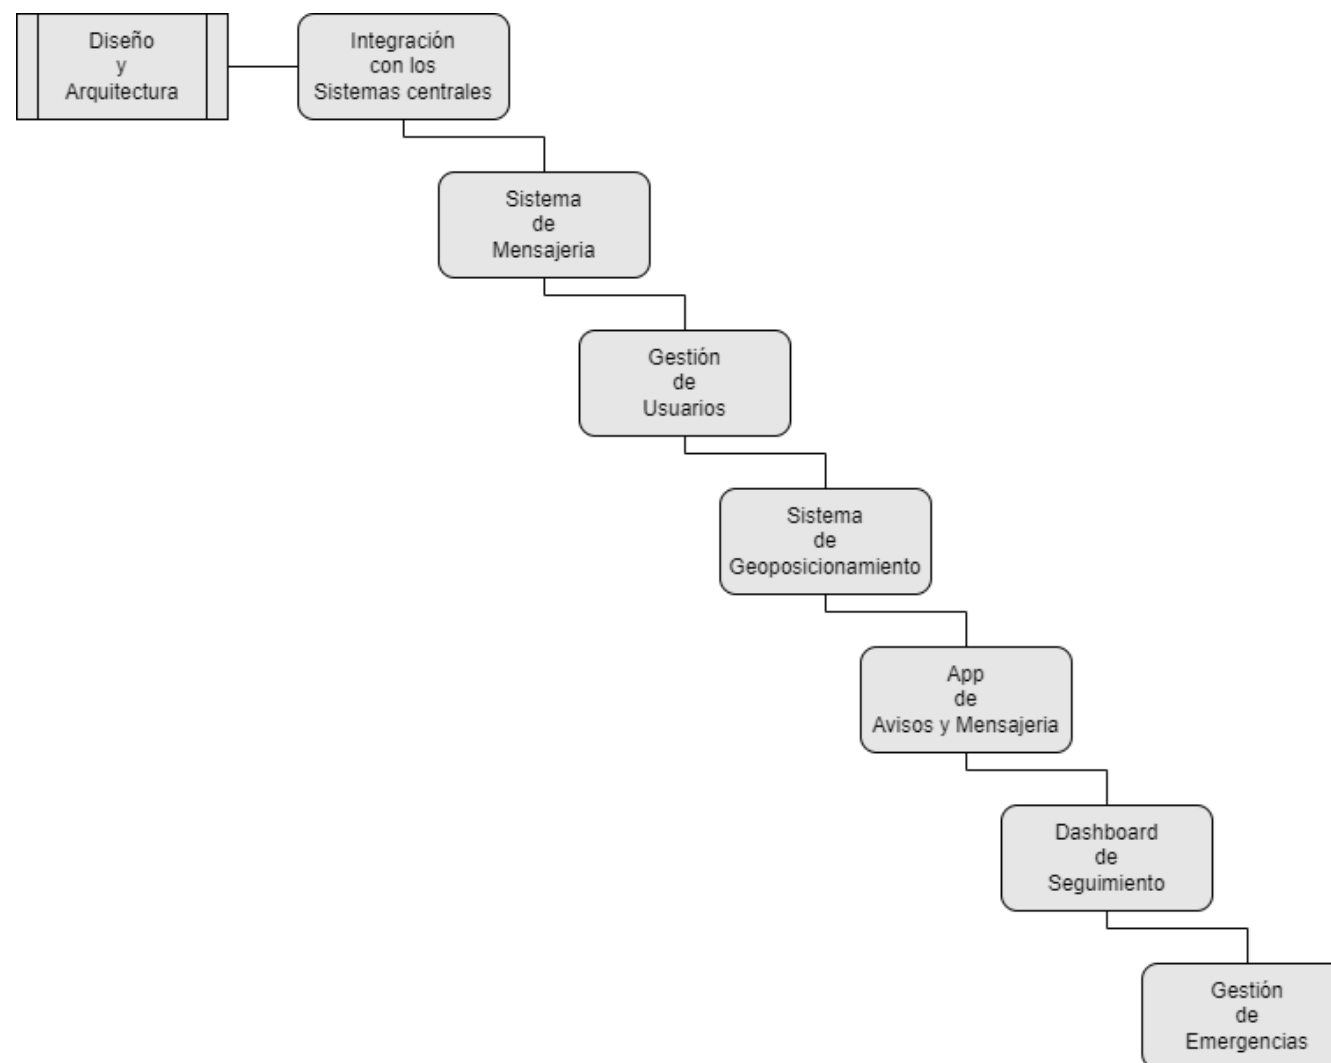 Diseño
y
Arquitectura
Integración
con los
Sistemas centrales
Sistema
de
Mensajeria
Gestión
de
Usuarios
Sistema
de
Geoposicionamiento
App
de
Avisos y Mensajeria
Dashboard
de
Seguimiento
Gestión
de
Emergencias